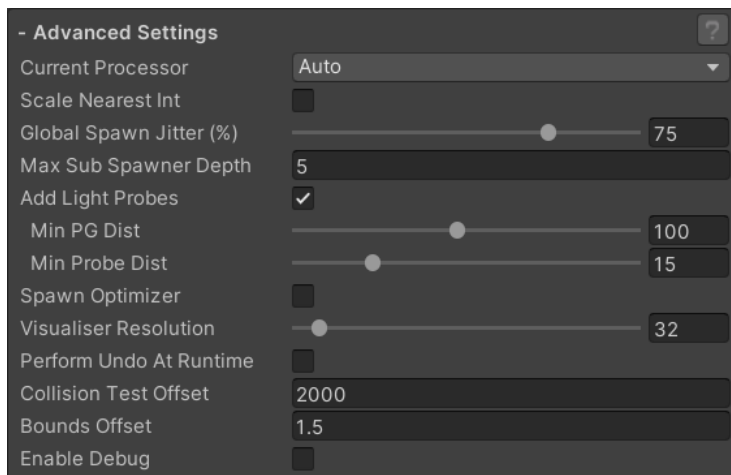 - Advanced Settings ?
Current Processor Auto
Scale Nearest Int
Global Spawn Jitter (%) 75
Max Sub Spawner Depth 5
Add Light Probes
Min PG Dist 100
Min Probe Dist 15
Spawn Optimizer
Visualiser Resolution 32
Perform Undo At Runtime
Collision Test Offset 2000
Bounds Offset 1.5
Enable Debug